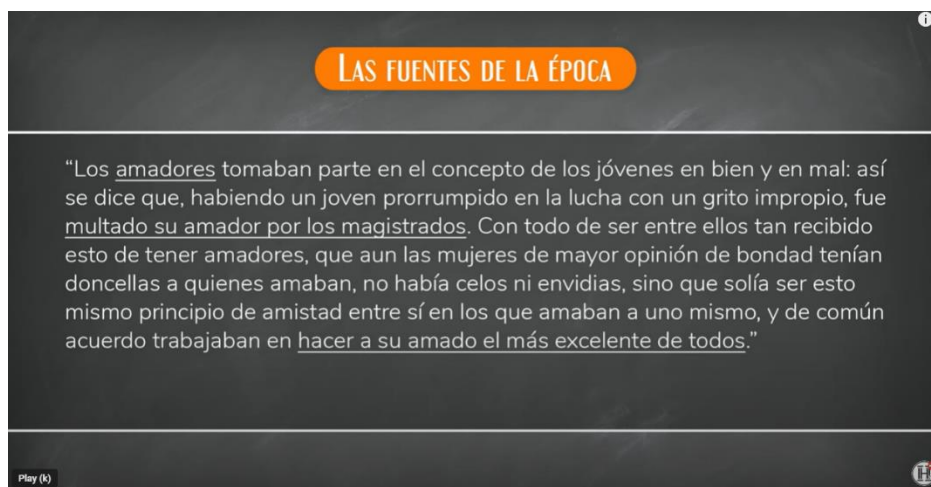 LAS FUENTES DE LA ÉPOCA
“Los amadores tomaban parte en el concepto de los jóvenes en bien y en mal: así
se dice que, habiendo un joven prorrumpido en la lucha con un grito impropio, fue
multado su amador por los magistrados. Con todo de ser entre ellos tan recibido
esto de tener amadores, que aun las mujeres de mayor opinión de bondad tenían
doncellas a quienes amaban, no había celos ni envidias, sino que solía ser esto
mismo principio de amistad entre sí en los que amaban a uno mismo, y de común
acuerdo trabajaban en hacer a su amado el más excelente de todos.”
Play (k)
H